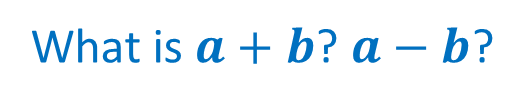 What is a + b? a − b?